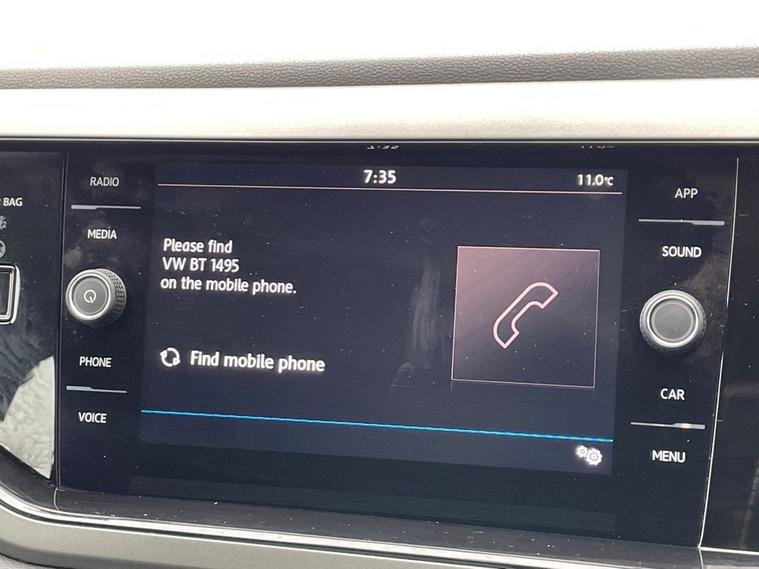 7:35
11.0°C
RADIO
MEDIA
PHONE
VOICE
BAG
Please find
VW BT 1495
on the mobile phone.
Find mobile phone
APP
SOUND
CAR
MENU